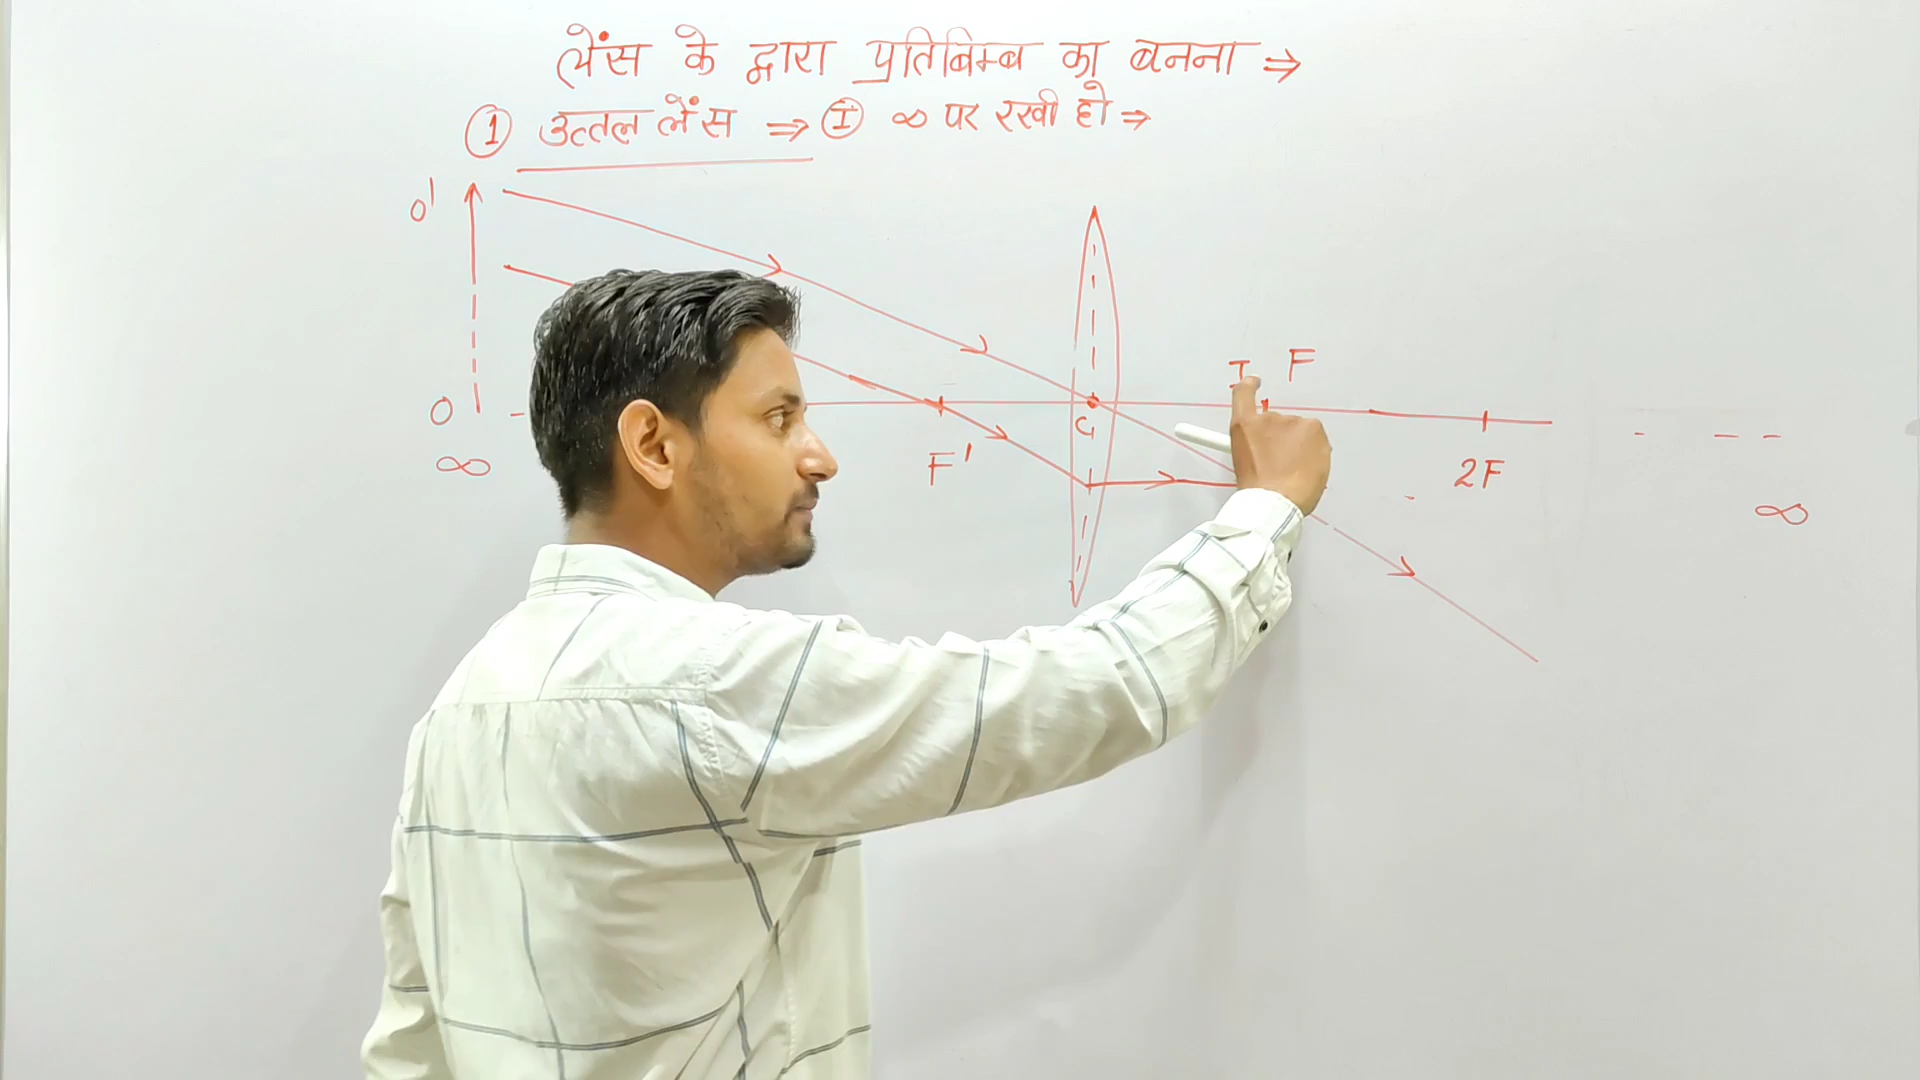 लेंस के द्वारा प्रतिबिम्ब का बनना ⇒
① उत्तल लेंस ⇒ Ⓘ ∞ पर रखी हो ⇒
O'
I F
O
C
F'
2F
∞
∞